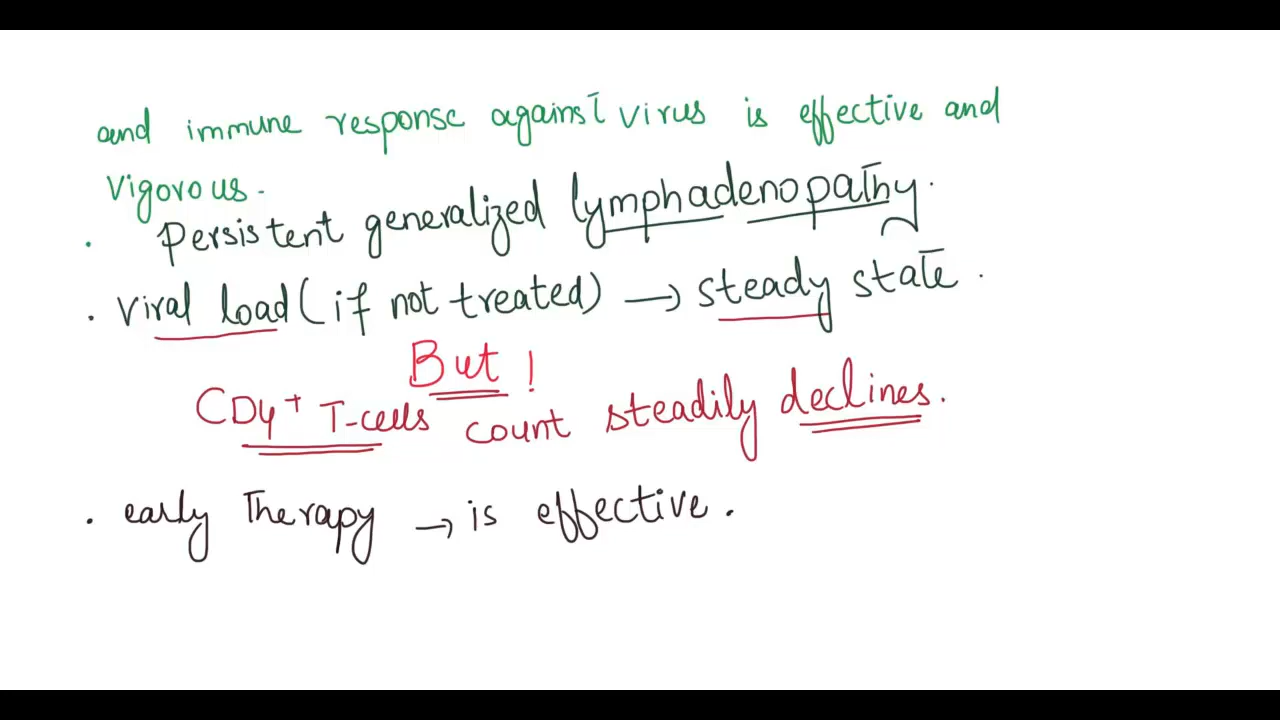 and immune response against virus is effective and
vigorous.
. Persistent generalized lymphadenopathy.
. viral load (if not treated) → steady state.
But!
CD4+ T-cells count steadily declines.
. early Therapy → is effective.